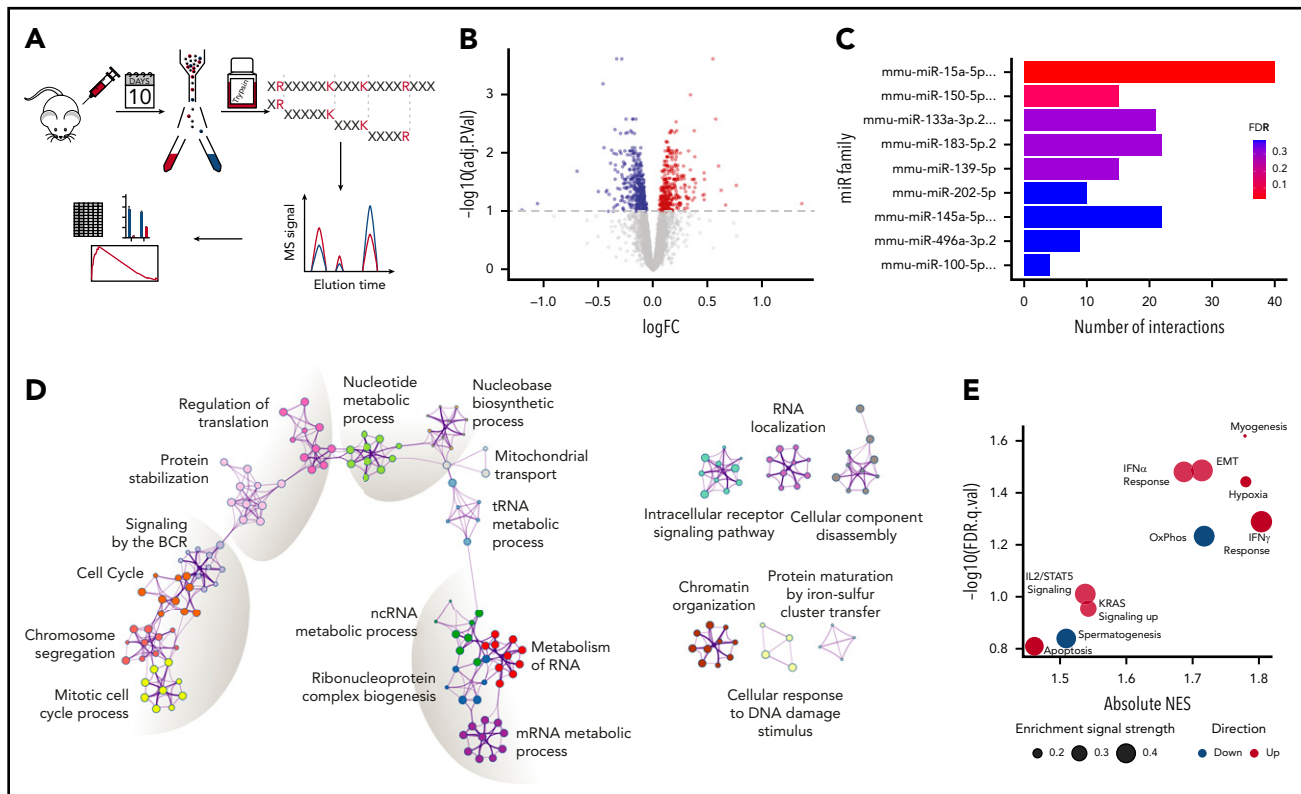 A
DAYS
10
Trypsin
XRXXXXXKXXXKXXXXRXXX
XR
XXXXXK
XXXK
XXXXR
MS signal
Elution time
B
−log10(adj.P.Val)
3
2
1
0
−1.0
−0.5
0.0
0.5
1.0
logFC
C
miR family
mmu-miR-15a-5p...
mmu-miR-150-5p...
mmu-miR-133a-3p.2...
mmu-miR-183-5p.2
mmu-miR-139-5p
mmu-miR-202-5p
mmu-miR-145a-5p...
mmu-miR-496a-3p.2
mmu-miR-100-5p...
0
10
20
30
40
Number of interactions
FDR
0.3
0.2
0.1
D
Regulation of
translation
Nucleotide
metabolic
process
Nucleobase
biosynthetic
process
Protein
stabilization
Mitochondrial
transport
Signaling
by the BCR
tRNA
metabolic
process
Cell Cycle
Chromosome
segregation
Mitotic cell
cycle process
ncRNA
metabolic process
Metabolism
of RNA
Ribonucleoprotein
complex biogenesis
mRNA metabolic
process
RNA
localization
Intracellular receptor
signaling pathway
Cellular component
disassembly
Chromatin
organization
Protein maturation
by iron-sulfur
cluster transfer
Cellular response
to DNA damage
stimulus
E
−log10(FDR.q.val)
1.6
1.4
1.2
1.0
0.8
Myogenesis
IFNα
Response
EMT
Hypoxia
OxPhos
IFNγ
Response
IL2/STAT5
Signaling
KRAS
Signaling up
Spermatogenesis
Apoptosis
1.5
1.6
1.7
1.8
Absolute NES
Enrichment signal strength
0.2
0.3
0.4
Direction
Down
Up